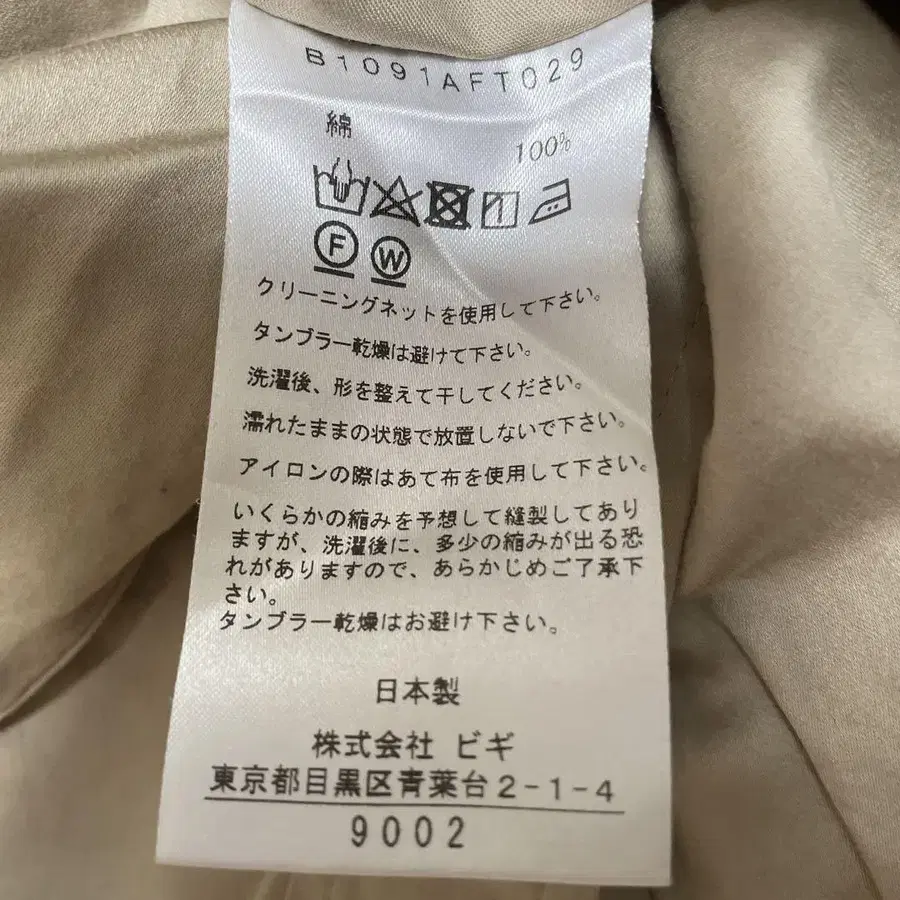 B1091AFT029
綿
100%
F W
クリーニングネットを使用して下さい。
タンブラー乾燥は避けて下さい。
洗濯後、形を整えて干してください。
濡れたままの状態で放置しないで下さい。
アイロンの際はあて布を使用して下さい。
いくらかの縮みを予想して縫製してあり
ますが、洗濯後に、多少の縮みが出る恐
れがありますので、あらかじめご了承下
さい。
タンブラー乾燥はお避け下さい。
日本製
株式会社 ビギ
東京都目黒区青葉台2-1-4
9002